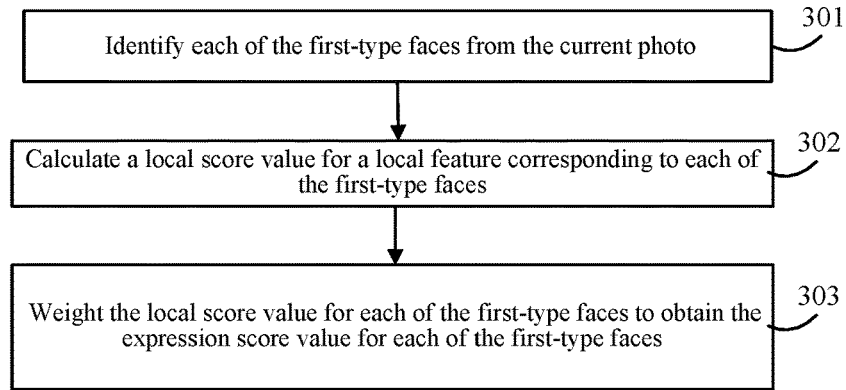 301
Identify each of the first-type faces from the current photo
302
Calculate a local score value for a local feature corresponding to each of
the first-type faces
303
Weight the local score value for each of the first-type faces to obtain the
expression score value for each of the first-type faces